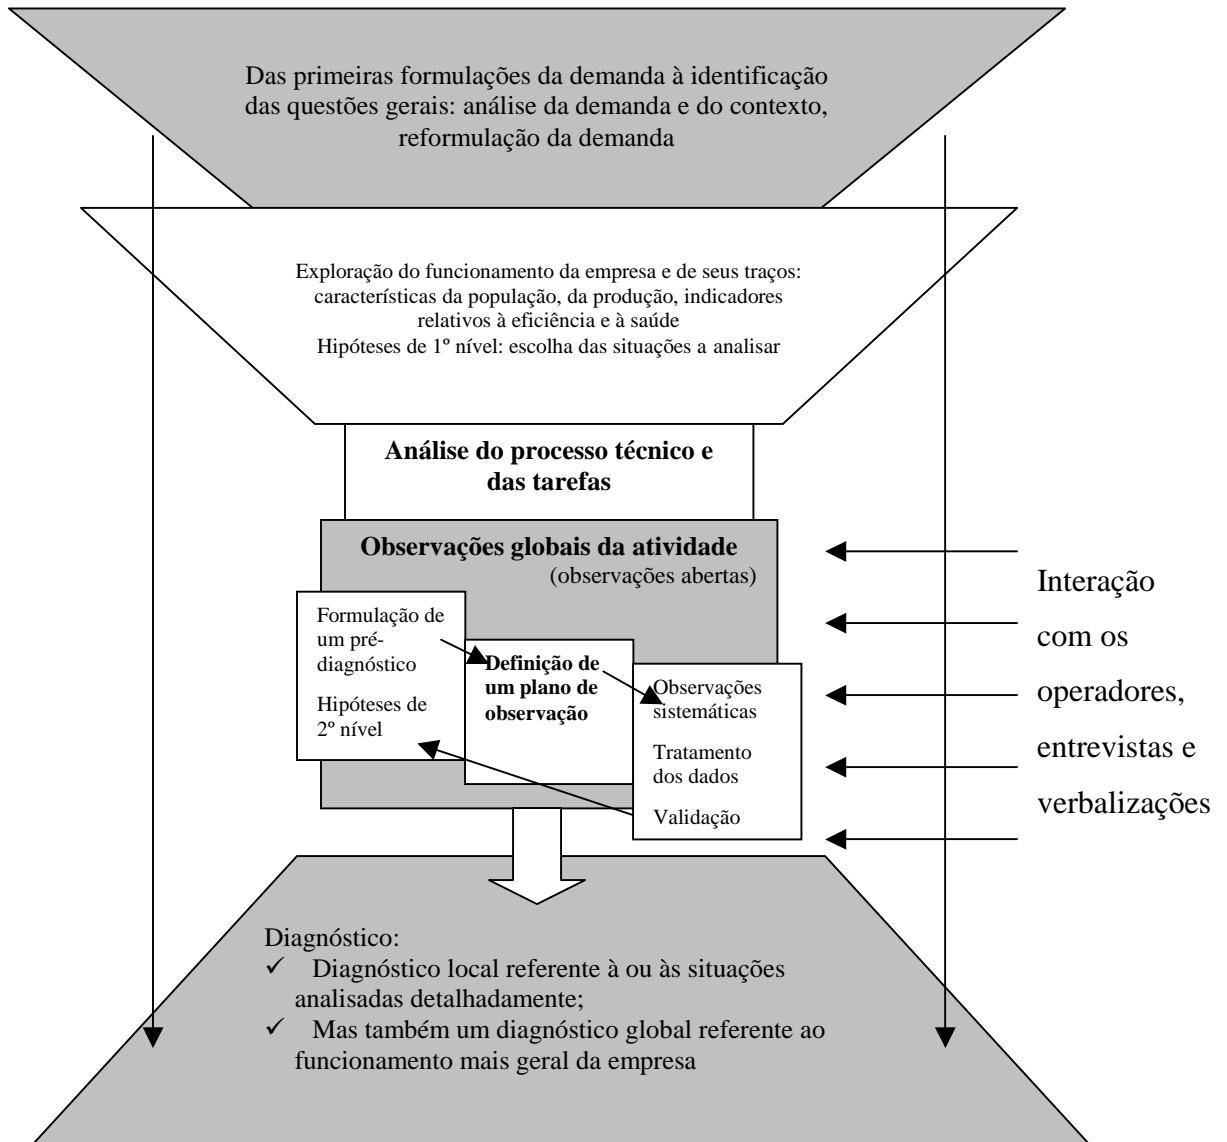 Das primeiras formulações da demanda à identificação
das questões gerais: análise da demanda e do contexto,
reformulação da demanda
Exploração do funcionamento da empresa e de seus traços:
características da população, da produção, indicadores
relativos à eficiência e à saúde
Hipóteses de 1º nível: escolha das situações a analisar
Análise do processo técnico e
das tarefas
Observações globais da atividade
(observações abertas)
Formulação de
um pré-
diagnóstico
Hipóteses de
2º nível
Definição de
um plano de
observação
Observações
sistemáticas
Tratamento
dos dados
Validação
Interação
com os
operadores,
entrevistas e
verbalizações
Diagnóstico:
✓ Diagnóstico local referente à ou às situações
analisadas detalhadamente;
✓ Mas também um diagnóstico global referente ao
funcionamento mais geral da empresa